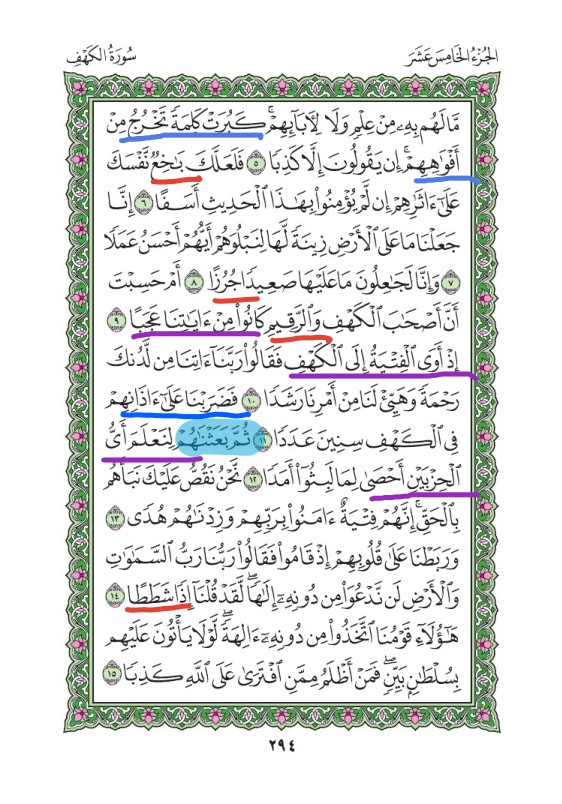 الجُزْءُ الخَامِسَ عَشَرَ
سُورَةُ الكَهْفِ
مَّا لَهُم بِهِۦ مِنْ عِلْمٍ وَلَا لِأَبَآئِهِمْ ۚ كَبُرَتْ كَلِمَةً تَخْرُجُ مِنْ
أَفْوَٰهِهِمْ ۚ إِن يَقُولُونَ إِلَّا كَذِبًا ٥ فَلَعَلَّكَ بَٰخِعٌ نَّفْسَكَ
عَلَىٰٓ ءَاثَٰرِهِمْ إِن لَّمْ يُؤْمِنُوا۟ بِهَٰذَا ٱلْحَدِيثِ أَسَفًا ٦ إِنَّا
جَعَلْنَا مَا عَلَى ٱلْأَرْضِ زِينَةً لَّهَا لِنَبْلُوَهُمْ أَيُّهُمْ أَحْسَنُ عَمَلًا
٧ وَإِنَّا لَجَٰعِلُونَ مَا عَلَيْهَا صَعِيدًا جُرُزًا ٨ أَمْ حَسِبْتَ
أَنَّ أَصْحَٰبَ ٱلْكَهْفِ وَٱلرَّقِيمِ كَانُوا۟ مِنْ ءَايَٰتِنَا عَجَبًا ٩
إِذْ أَوَى ٱلْفِتْيَةُ إِلَى ٱلْكَهْفِ فَقَالُوا۟ رَبَّنَآ ءَاتِنَا مِن لَّدُنكَ
رَحْمَةً وَهَيِّئْ لَنَا مِنْ أَمْرِنَا رَشَدًا ١٠ فَضَرَبْنَا عَلَىٰٓ ءَاذَانِهِمْ
فِى ٱلْكَهْفِ سِنِينَ عَدَدًا ١١ ثُمَّ بَعَثْنَٰهُمْ لِنَعْلَمَ أَىُّ
ٱلْحِزْبَيْنِ أَحْصَىٰ لِمَا لَبِثُوٓا۟ أَمَدًا ١٢ نَّحْنُ نَقُصُّ عَلَيْكَ نَبَأَهُم
بِٱلْحَقِّ ۚ إِنَّهُمْ فِتْيَةٌ ءَامَنُوا۟ بِرَبِّهِمْ وَزِدْنَٰهُمْ هُدًى ١٣
وَرَبَطْنَا عَلَىٰ قُلُوبِهِمْ إِذْ قَامُوا۟ فَقَالُوا۟ رَبُّنَا رَبُّ ٱلسَّمَٰوَٰتِ
وَٱلْأَرْضِ لَن نَّدْعُوَا۟ مِن دُونِهِۦٓ إِلَٰهًا ۖ لَّقَدْ قُلْنَآ إِذًا شَطَطًا ١٤
هَٰٓؤُلَآءِ قَوْمُنَا ٱتَّخَذُوا۟ مِن دُونِهِۦٓ ءَالِهَةً ۖ لَّوْلَا يَأْتُونَ عَلَيْهِم
بِسُلْطَٰنٍۭ بَيِّنٍ ۖ فَمَنْ أَظْلَمُ مِمَّنِ ٱفْتَرَىٰ عَلَى ٱللَّهِ كَذِبًا ١٥
٢٩٤